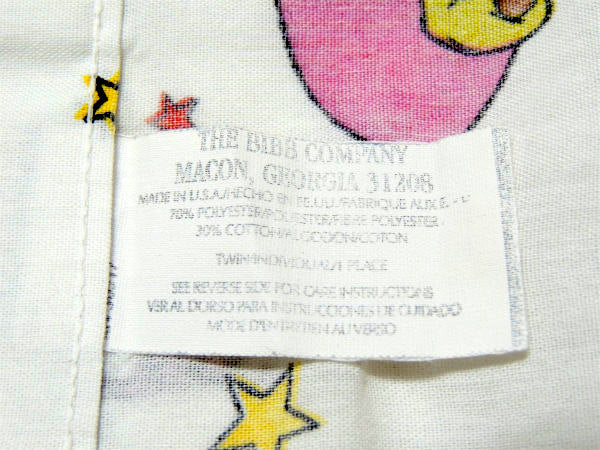 THE BIBB COMPANY
MACON, GEORGIA 31208
MADE IN U.S.A./HECHO EN EE.UU./FABRIQUE AUX E.-U
70% POLYESTER/POLIESTER/FIBRE POLYESTER
30% COTTON/ALGODON/COTON
TWIN/INDIVIDUAL/1 PLACE
SEE REVERSE SIDE FOR CARE INSTRUCTIONS
VER AL DORSO PARA INSTRUCCIONES DE CUIDADO
MODE D'ENTRETIEN AU VERSO